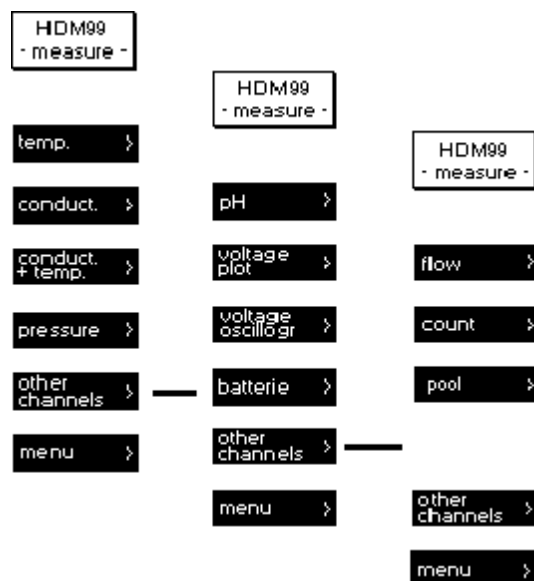 HDM99
- measure -
temp. >
conduct. >
conduct.
+ temp. >
pressure >
other
channels >
menu >
HDM99
- measure -
pH >
voltage
plot >
voltage
oscillogr >
batterie >
other
channels >
menu >
HDM99
- measure -
flow >
count >
pool >
other
channels >
menu >